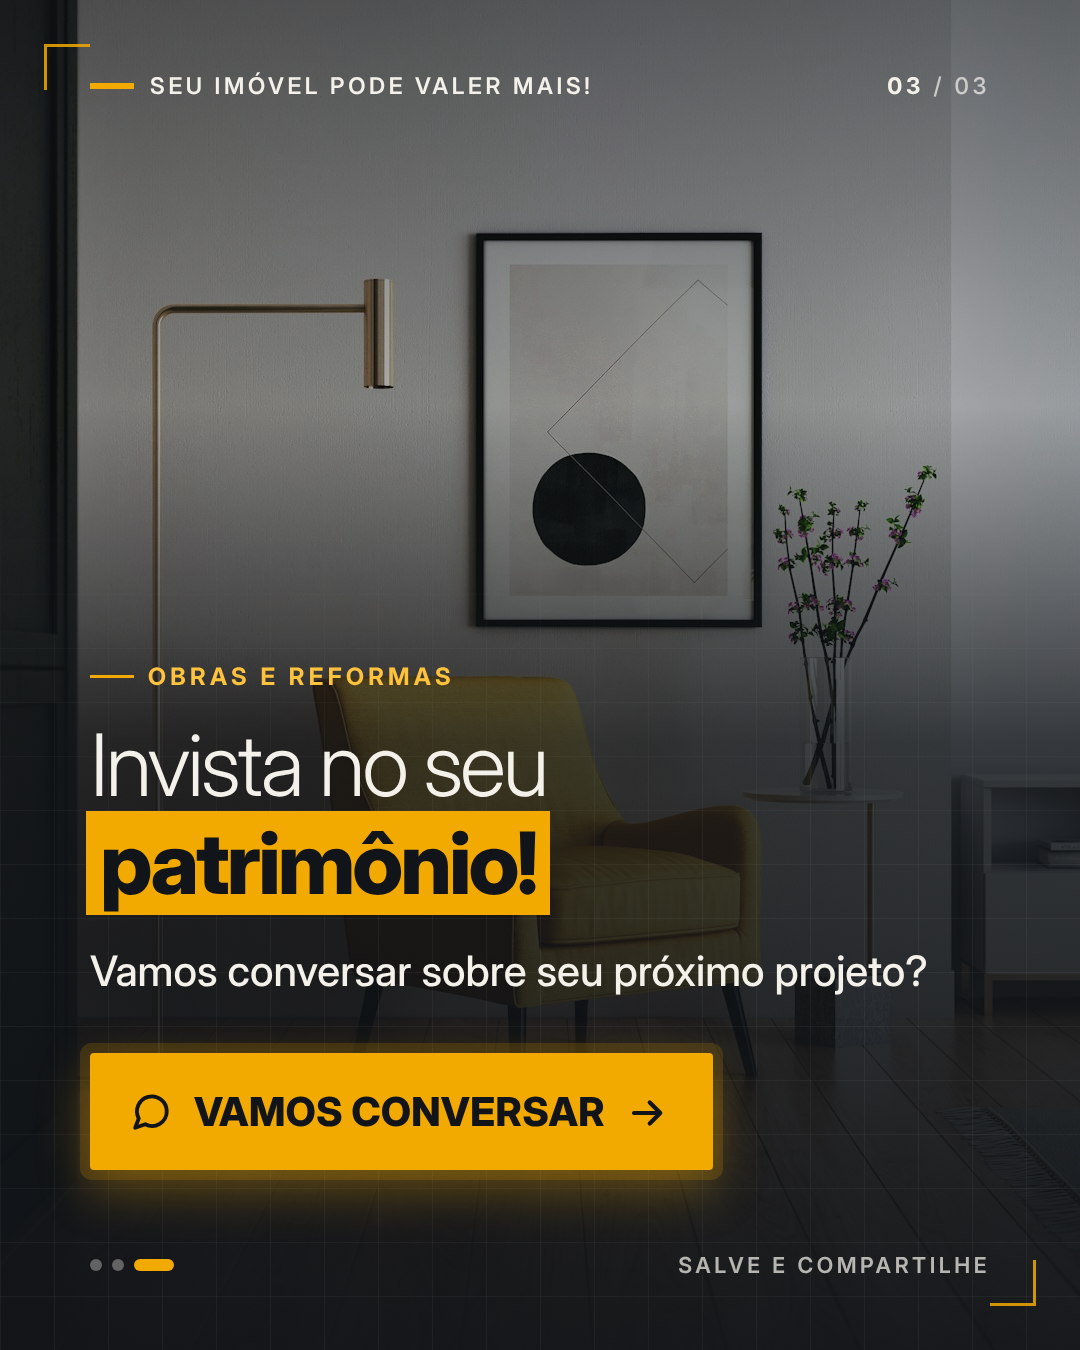 SEU IMÓVEL PODE VALER MAIS!
03 / 03
OBRAS E REFORMAS
Invista no seu
patrimônio!
Vamos conversar sobre seu próximo projeto?
VAMOS CONVERSAR →
SALVE E COMPARTILHE